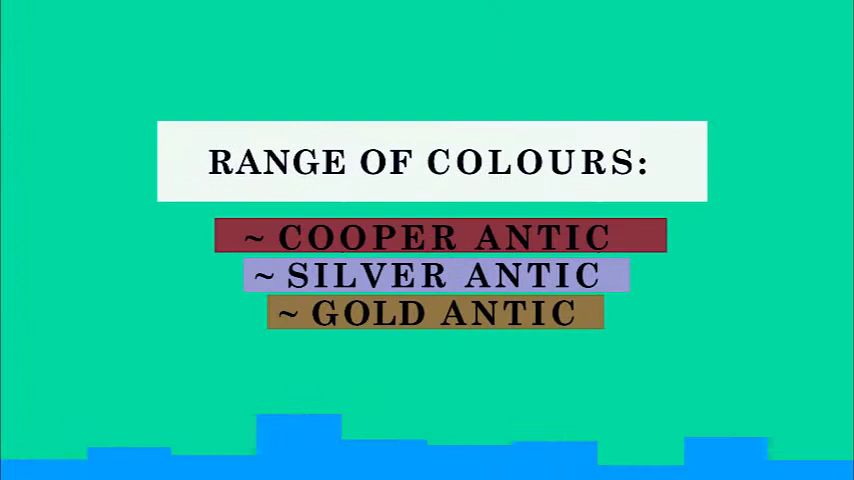 RANGE OF COLOURS:
~ COOPER ANTIC
~ SILVER ANTIC
~ GOLD ANTIC